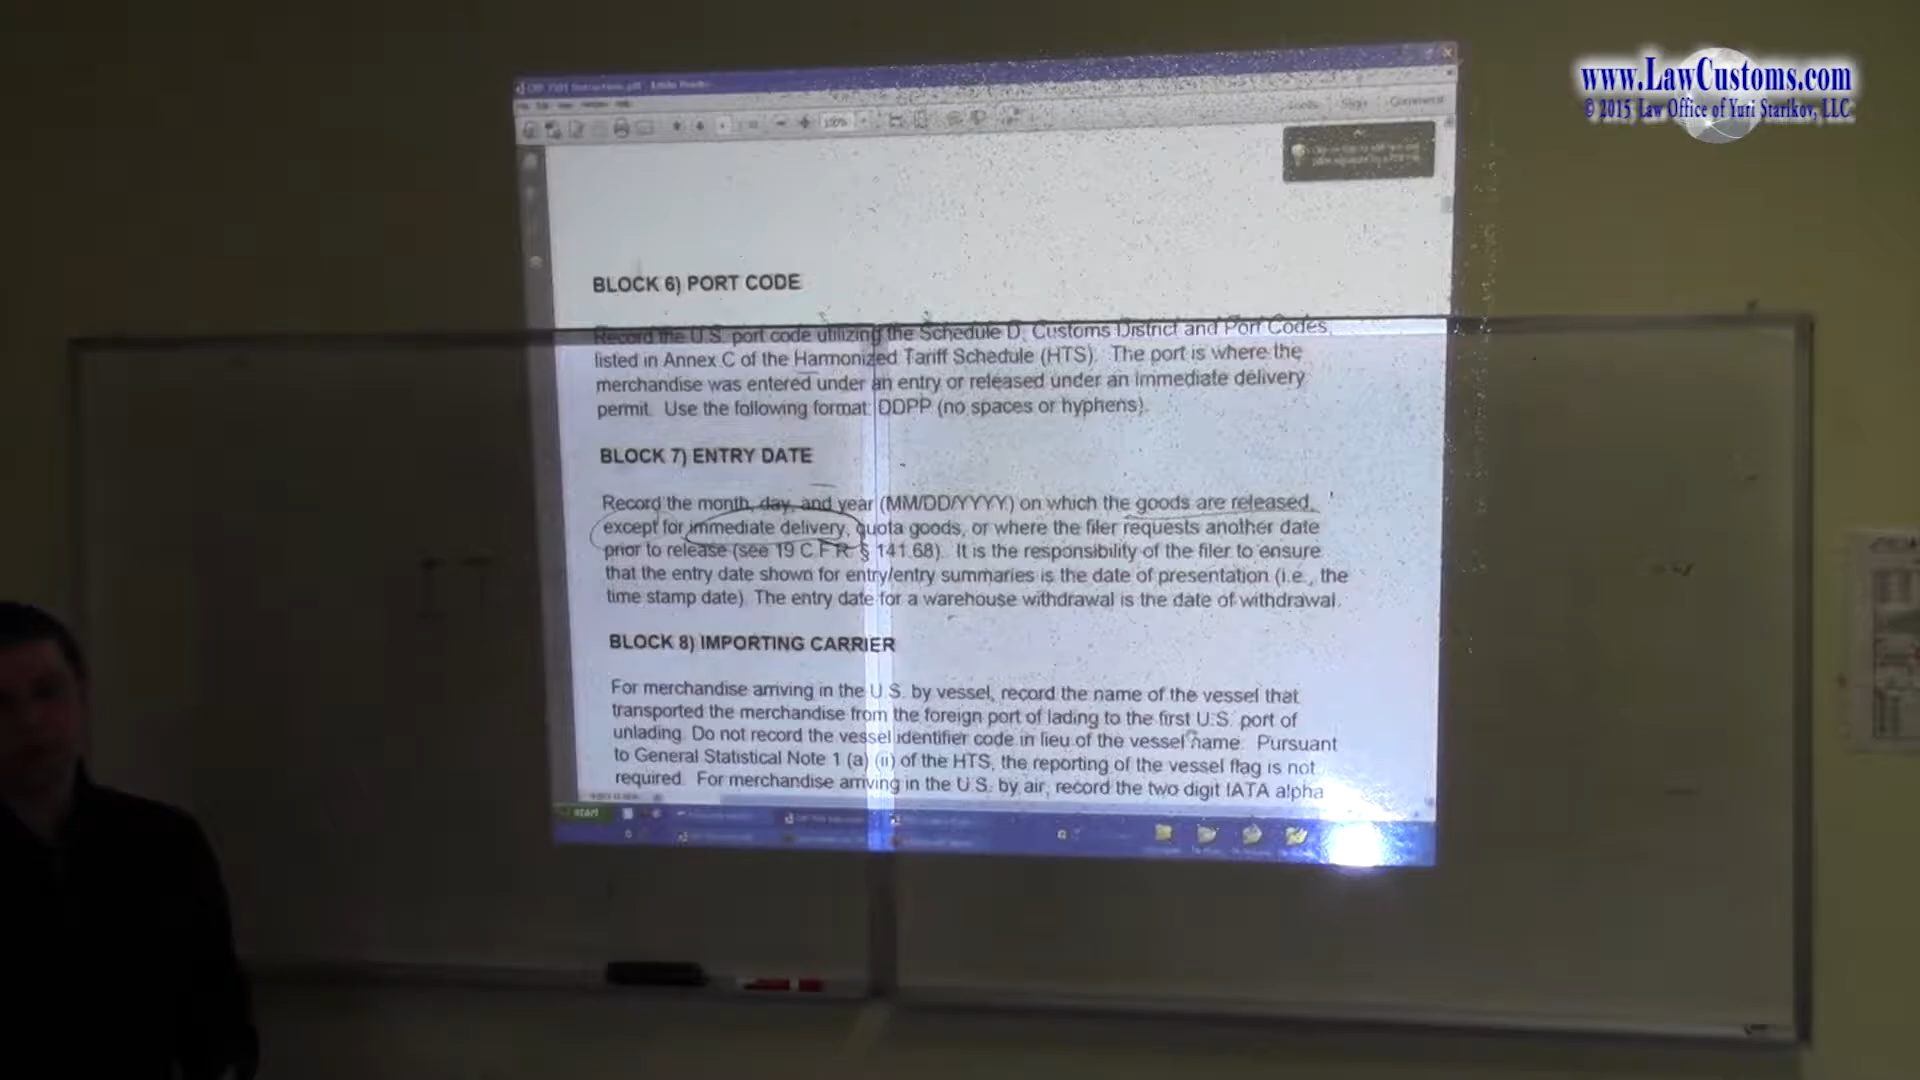 www.LawCustoms.com
© 2015, Law Office of Yuri Starikov, LLC
100%
Sign
Comment
BLOCK 6) PORT CODE
Record the U.S. port code utilizing the Schedule D, Customs District and Port Codes,
listed in Annex C of the Harmonized Tariff Schedule (HTS). The port is where the
merchandise was entered under an entry or released under an immediate delivery
permit. Use the following format: DDPP (no spaces or hyphens).
BLOCK 7) ENTRY DATE
Record the month, day, and year (MM/DD/YYYY) on which the goods are released,
except for immediate delivery, quota goods, or where the filer requests another date
prior to release (see 19 C.F.R. § 141.68). It is the responsibility of the filer to ensure
that the entry date shown for entry/entry summaries is the date of presentation (i.e., the
time stamp date). The entry date for a warehouse withdrawal is the date of withdrawal.
BLOCK 8) IMPORTING CARRIER
For merchandise arriving in the U.S. by vessel, record the name of the vessel that
transported the merchandise from the foreign port of lading to the first U.S. port of
unlading. Do not record the vessel identifier code in lieu of the vessel name. Pursuant
to General Statistical Note 1 (a) (ii) of the HTS, the reporting of the vessel flag is not
required. For merchandise arriving in the U.S. by air, record the two digit IATA alpha
start